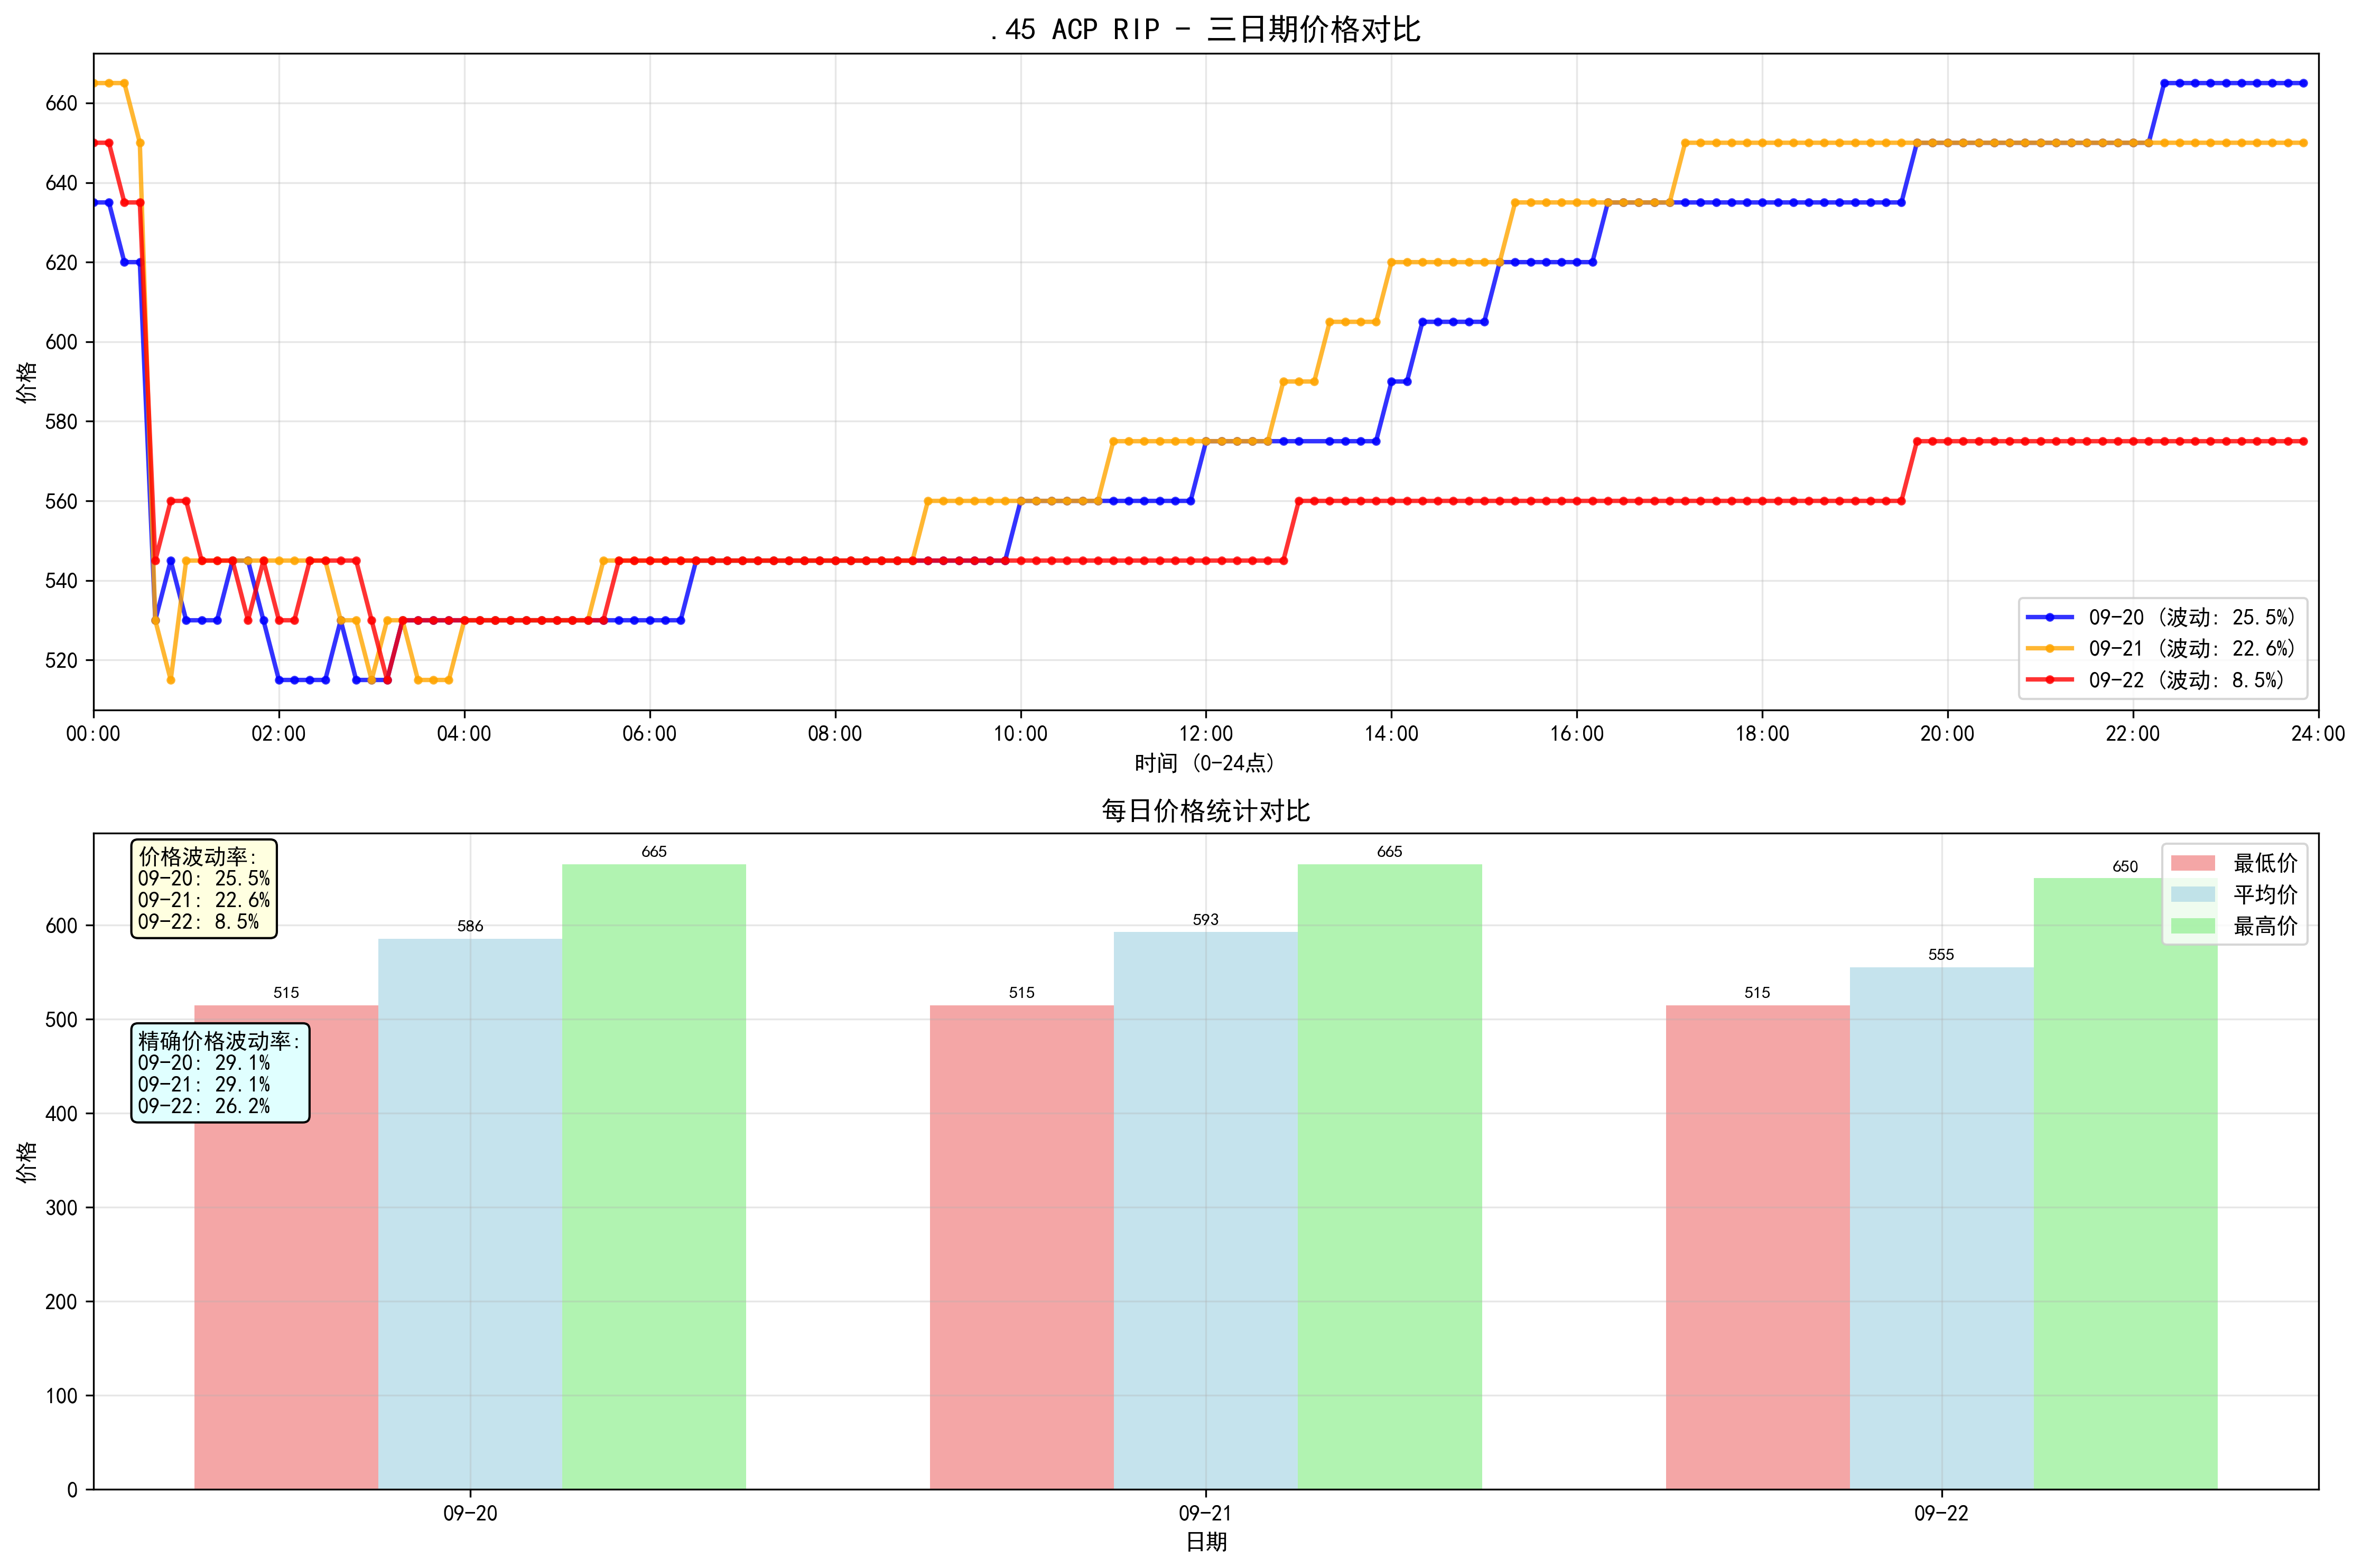 .45 ACP RIP - 三日期价格对比
价格
660
640
620
600
580
560
540
520
00:00 02:00 04:00 06:00 08:00 10:00 12:00 14:00 16:00 18:00 20:00 22:00 24:00
时间 (0-24点)
09-20 (波动: 25.5%)
09-21 (波动: 22.6%)
09-22 (波动: 8.5%)
每日价格统计对比
价格
600
500
400
300
200
100
0
价格波动率:
09-20: 25.5%
09-21: 22.6%
09-22: 8.5%
精确价格波动率:
09-20: 29.1%
09-21: 29.1%
09-22: 26.2%
515 586 665
515 593 665
515 555 650
最低价
平均价
最高价
09-20 09-21 09-22
日期